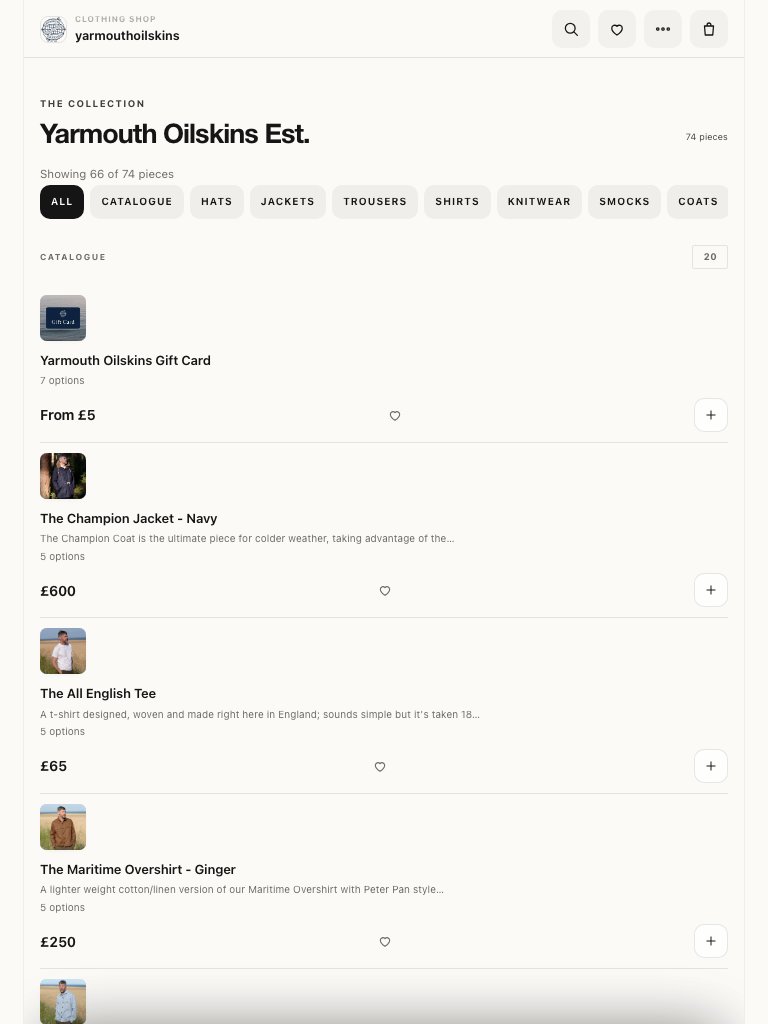 CLOTHING SHOP
yarmouthoilskins
THE COLLECTION
Yarmouth Oilskins Est.
74 pieces
Showing 66 of 74 pieces
ALL
CATALOGUE
HATS
JACKETS
TROUSERS
SHIRTS
KNITWEAR
SMOCKS
COATS
CATALOGUE
20
Gift Card
Yarmouth Oilskins Gift Card
7 options
From £5
The Champion Jacket - Navy
The Champion Coat is the ultimate piece for colder weather, taking advantage of the...
5 options
£600
The All English Tee
A t-shirt designed, woven and made right here in England; sounds simple but it's taken 18...
5 options
£65
The Maritime Overshirt - Ginger
A lighter weight cotton/linen version of our Maritime Overshirt with Peter Pan style...
5 options
£250